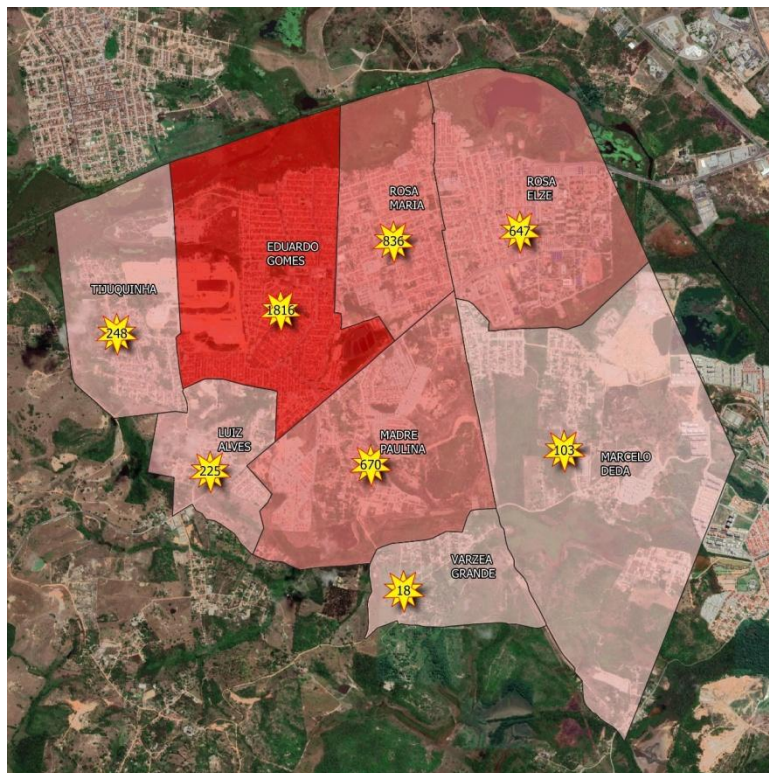 ROSA
ELZE
647
ROSA
MARIA
836
EDUARDO
GOMES
1816
TIJUQUINHA
248
LUIZ
ALVES
225
MADRE
PAULINA
670
103
MARCELO
DEDA
VARZEA
GRANDE
18